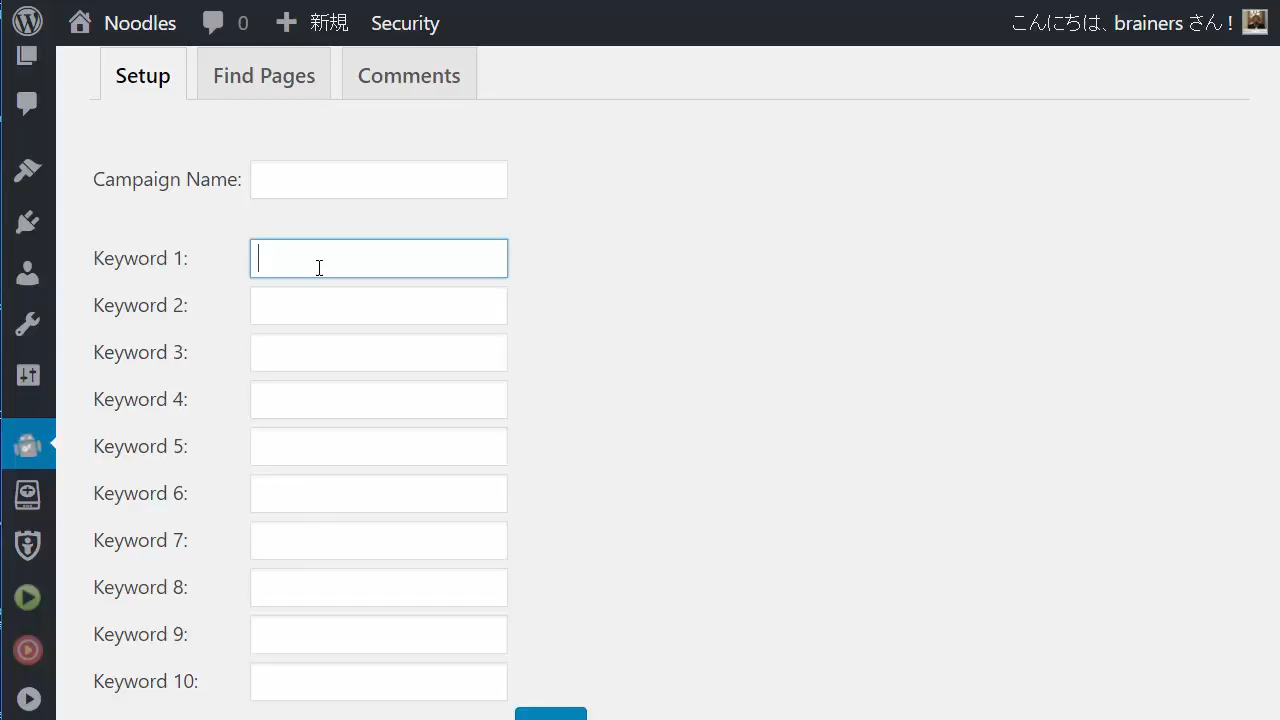 Noodles 0 新規 Security こんにちは、brainers さん !
Setup Find Pages Comments
Campaign Name:
Keyword 1:
Keyword 2:
Keyword 3:
Keyword 4:
Keyword 5:
Keyword 6:
Keyword 7:
Keyword 8:
Keyword 9:
Keyword 10: